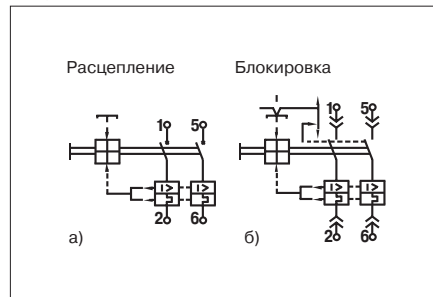 Расцепление Блокировка
1 5 1 5
I> I> I> I>
2 6 2 6
а) б)